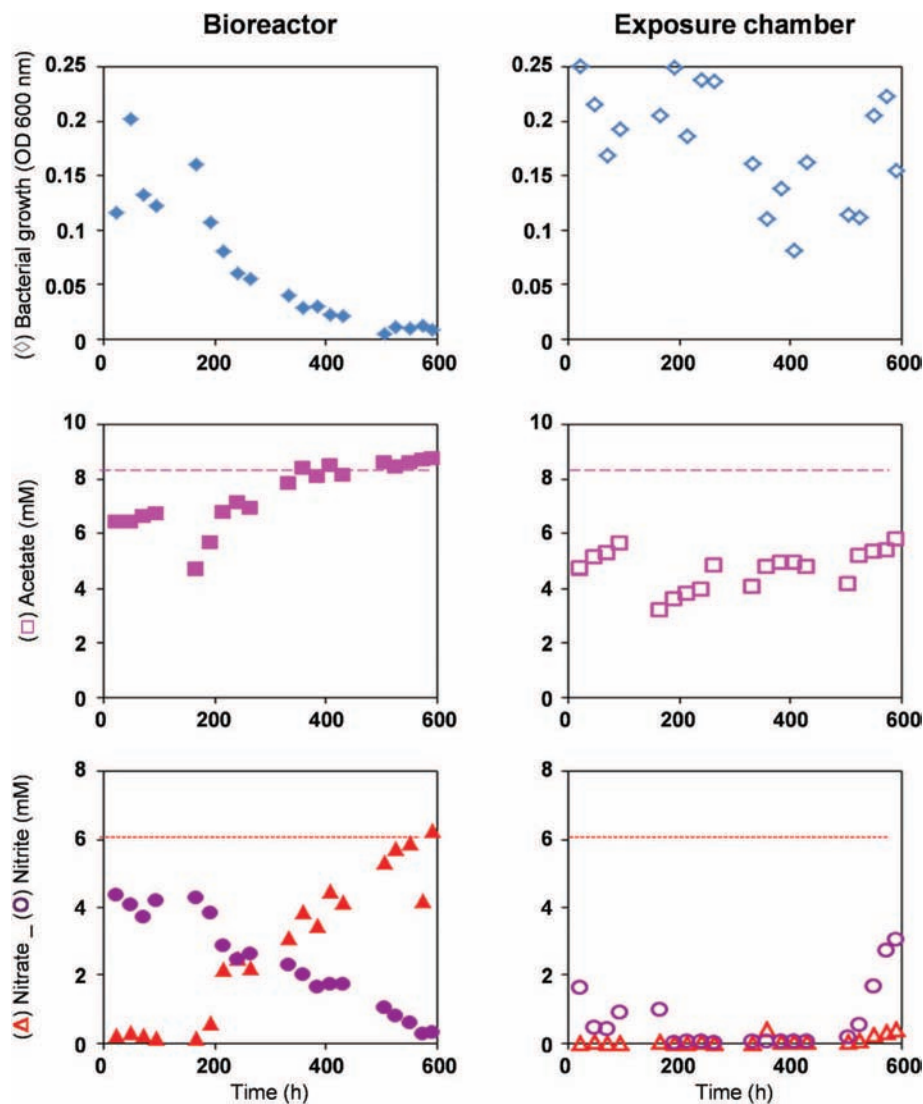 Bioreactor
Exposure chamber
(◇) Bacterial growth (OD 600 nm)
0.25
0.2
0.15
0.1
0.05
0
0 200 400 600
0.25
0.2
0.15
0.1
0.05
0
0 200 400 600
(□) Acetate (mM)
10
8
6
4
2
0
0 200 400 600
10
8
6
4
2
0
0 200 400 600
(△) Nitrate _ (O) Nitrite (mM)
8
6
4
2
0
0 200 400 600
Time (h)
8
6
4
2
0
0 200 400 600
Time (h)